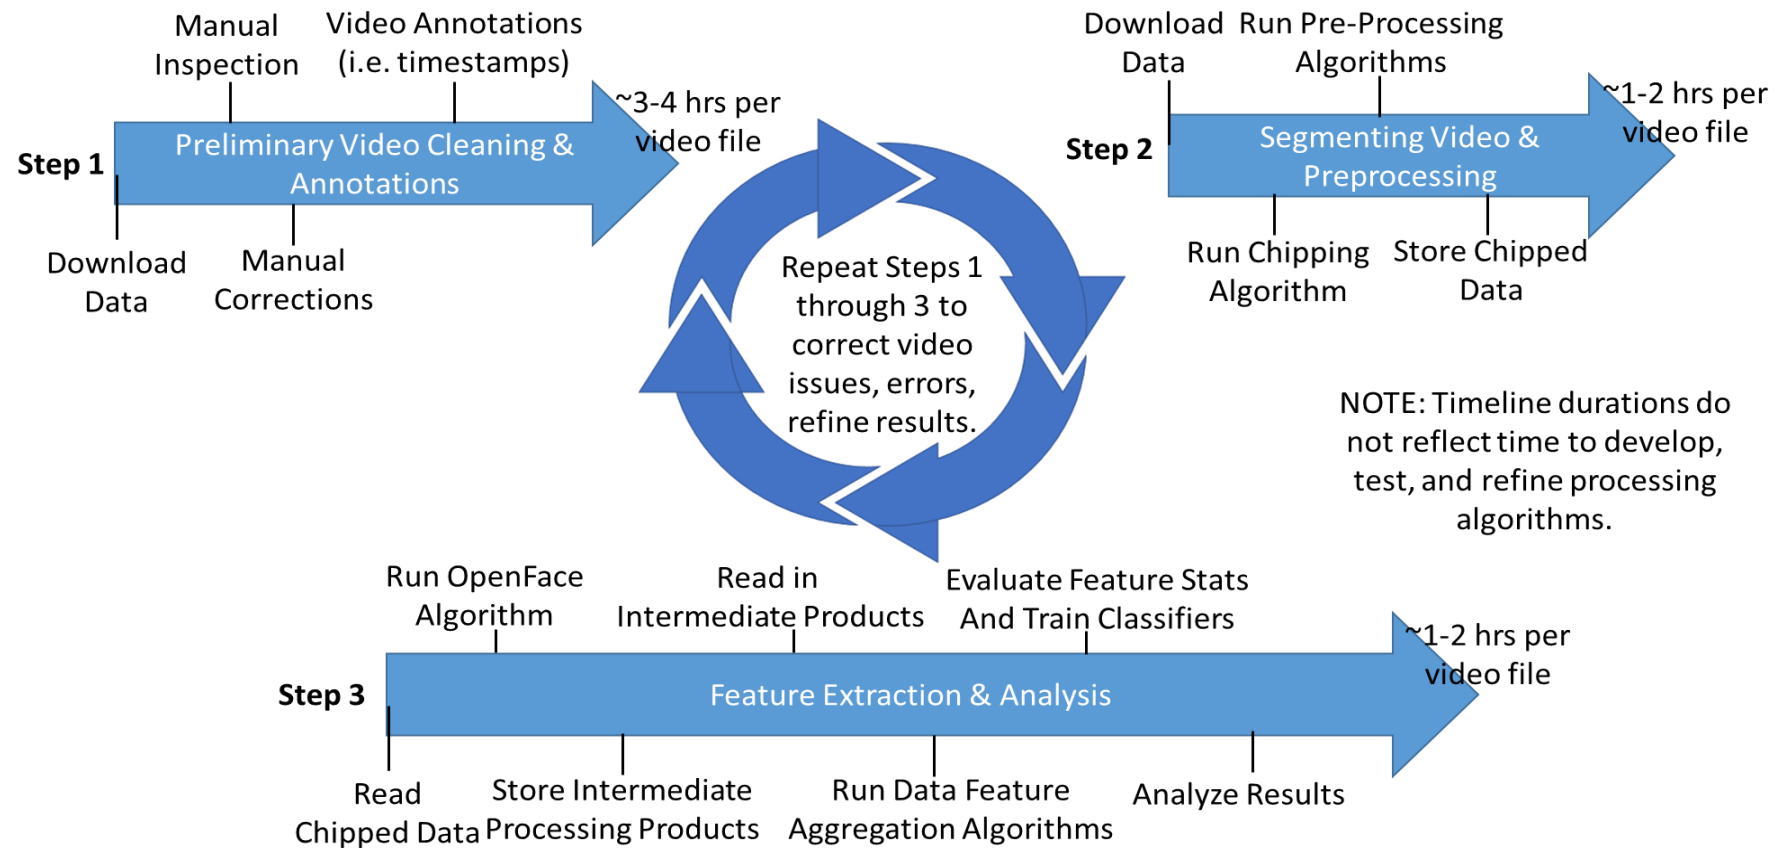 Manual
Inspection
Video Annotations
(i.e. timestamps)
~3-4 hrs per
video file
Step 1
Preliminary Video Cleaning &
Annotations
Download
Data
Manual
Corrections
Download
Data
Run Pre-Processing
Algorithms
~1-2 hrs per
video file
Step 2
Segmenting Video &
Preprocessing
Run Chipping
Algorithm
Store Chipped
Data
Repeat Steps 1
through 3 to
correct video
issues, errors,
refine results.
NOTE: Timeline durations do
not reflect time to develop,
test, and refine processing
algorithms.
Run OpenFace
Algorithm
Read in
Intermediate Products
Evaluate Feature Stats
And Train Classifiers
~1-2 hrs per
video file
Step 3
Feature Extraction & Analysis
Read
Chipped Data
Store Intermediate
Processing Products
Run Data Feature
Aggregation Algorithms
Analyze Results